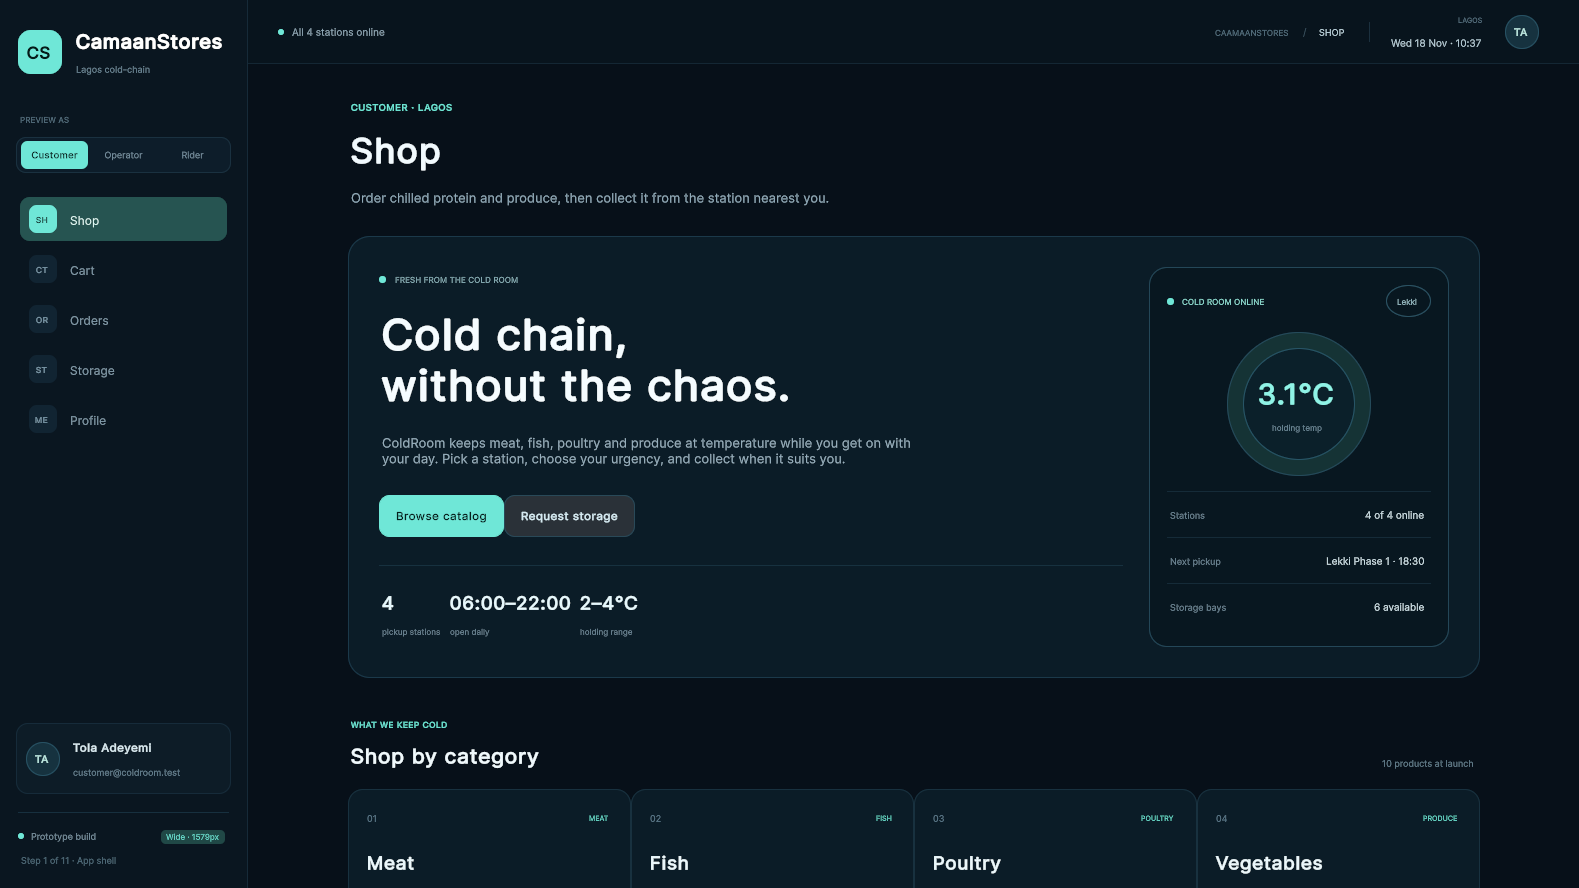 CS
CamaanStores
Lagos cold-chain
PREVIEW AS
Customer Operator Rider
SH Shop
CT Cart
OR Orders
ST Storage
ME Profile
TA
Tola Adeyemi
customer@coldroom.test
Prototype build Wide · 1579px
Step 1 of 11 · App shell
All 4 stations online
CAAMAANSTORES / SHOP
LAGOS
Wed 18 Nov · 10:37
TA
CUSTOMER · LAGOS
Shop
Order chilled protein and produce, then collect it from the station nearest you.
FRESH FROM THE COLD ROOM
Cold chain,
without the chaos.
ColdRoom keeps meat, fish, poultry and produce at temperature while you get on with
your day. Pick a station, choose your urgency, and collect when it suits you.
Browse catalog Request storage
4 06:00–22:00 2–4°C
pickup stations open daily holding range
COLD ROOM ONLINE Lekki
3.1°C
holding temp
Stations 4 of 4 online
Next pickup Lekki Phase 1 · 18:30
Storage bays 6 available
WHAT WE KEEP COLD
Shop by category
10 products at launch
01 MEAT
Meat
02 FISH
Fish
03 POULTRY
Poultry
04 PRODUCE
Vegetables